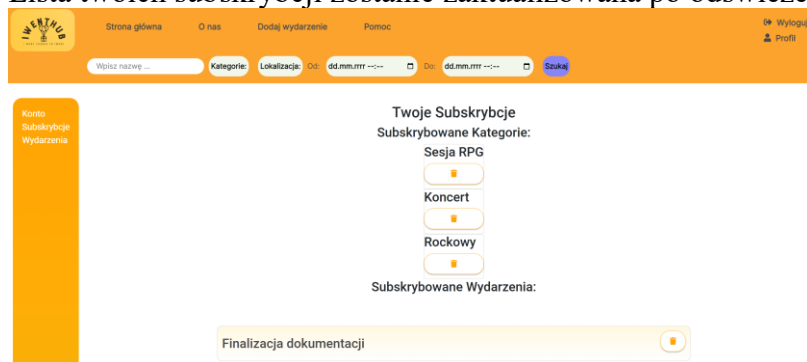 Lista twoich subskrybcji zostanie zaktualizowana po odświeże
IWENTHUB
Strona główna O nas Dodaj wydarzenie Pomoc
Wyloguj
Profil
Wpisz nazwę ... Kategorie: Lokalizacja: Od: dd.mm.rrrr --:-- Do: dd.mm.rrrr --:-- Szukaj
Konto
Subskrybcje
Wydarzenia
Twoje Subskrybcje
Subskrybowane Kategorie:
Sesja RPG
Koncert
Rockowy
Subskrybowane Wydarzenia:
Finalizacja dokumentacji